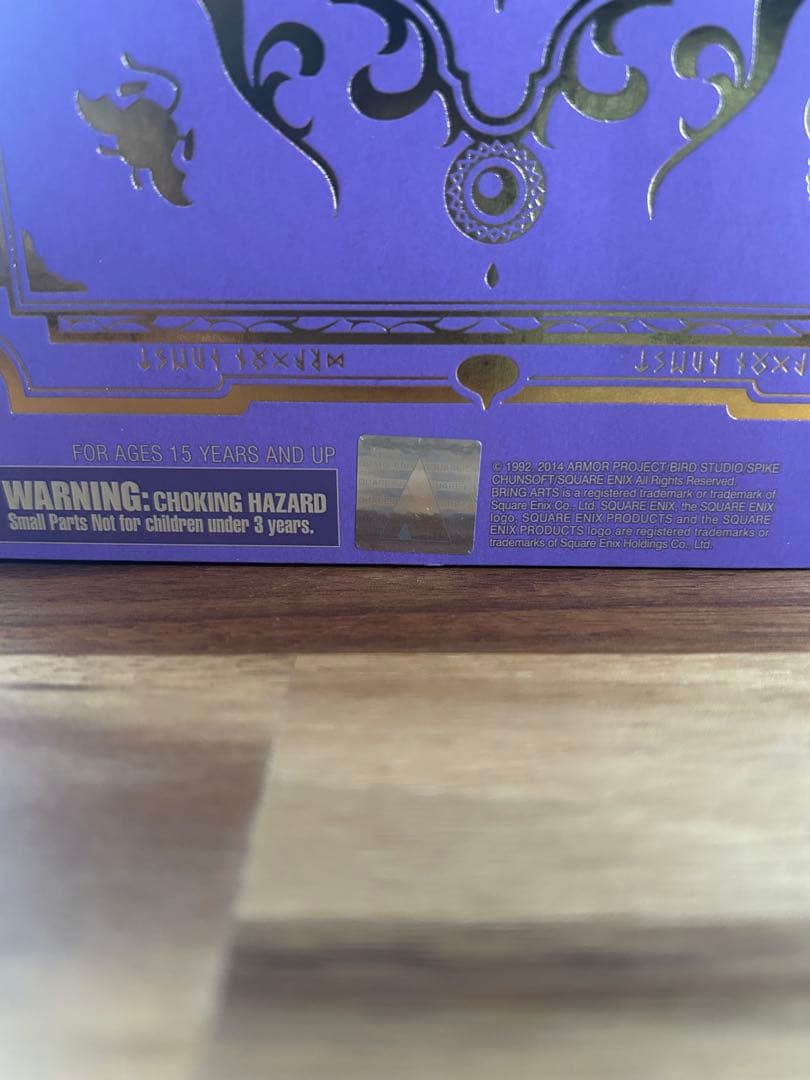 FOR AGES 15 YEARS AND UP
WARNING: CHOKING HAZARD
Small Parts Not for children under 3 years.
© 1992, 2014 ARMOR PROJECT/BIRD STUDIO/SPIKE
CHUNSOFT/SQUARE ENIX All Rights Reserved.
BRING ARTS is a registered trademark or trademark of
Square Enix Co., Ltd. SQUARE ENIX, the SQUARE ENIX
logo, SQUARE ENIX PRODUCTS and the SQUARE
ENIX PRODUCTS logo are registered trademarks or
trademarks of Square Enix Holdings Co., Ltd.